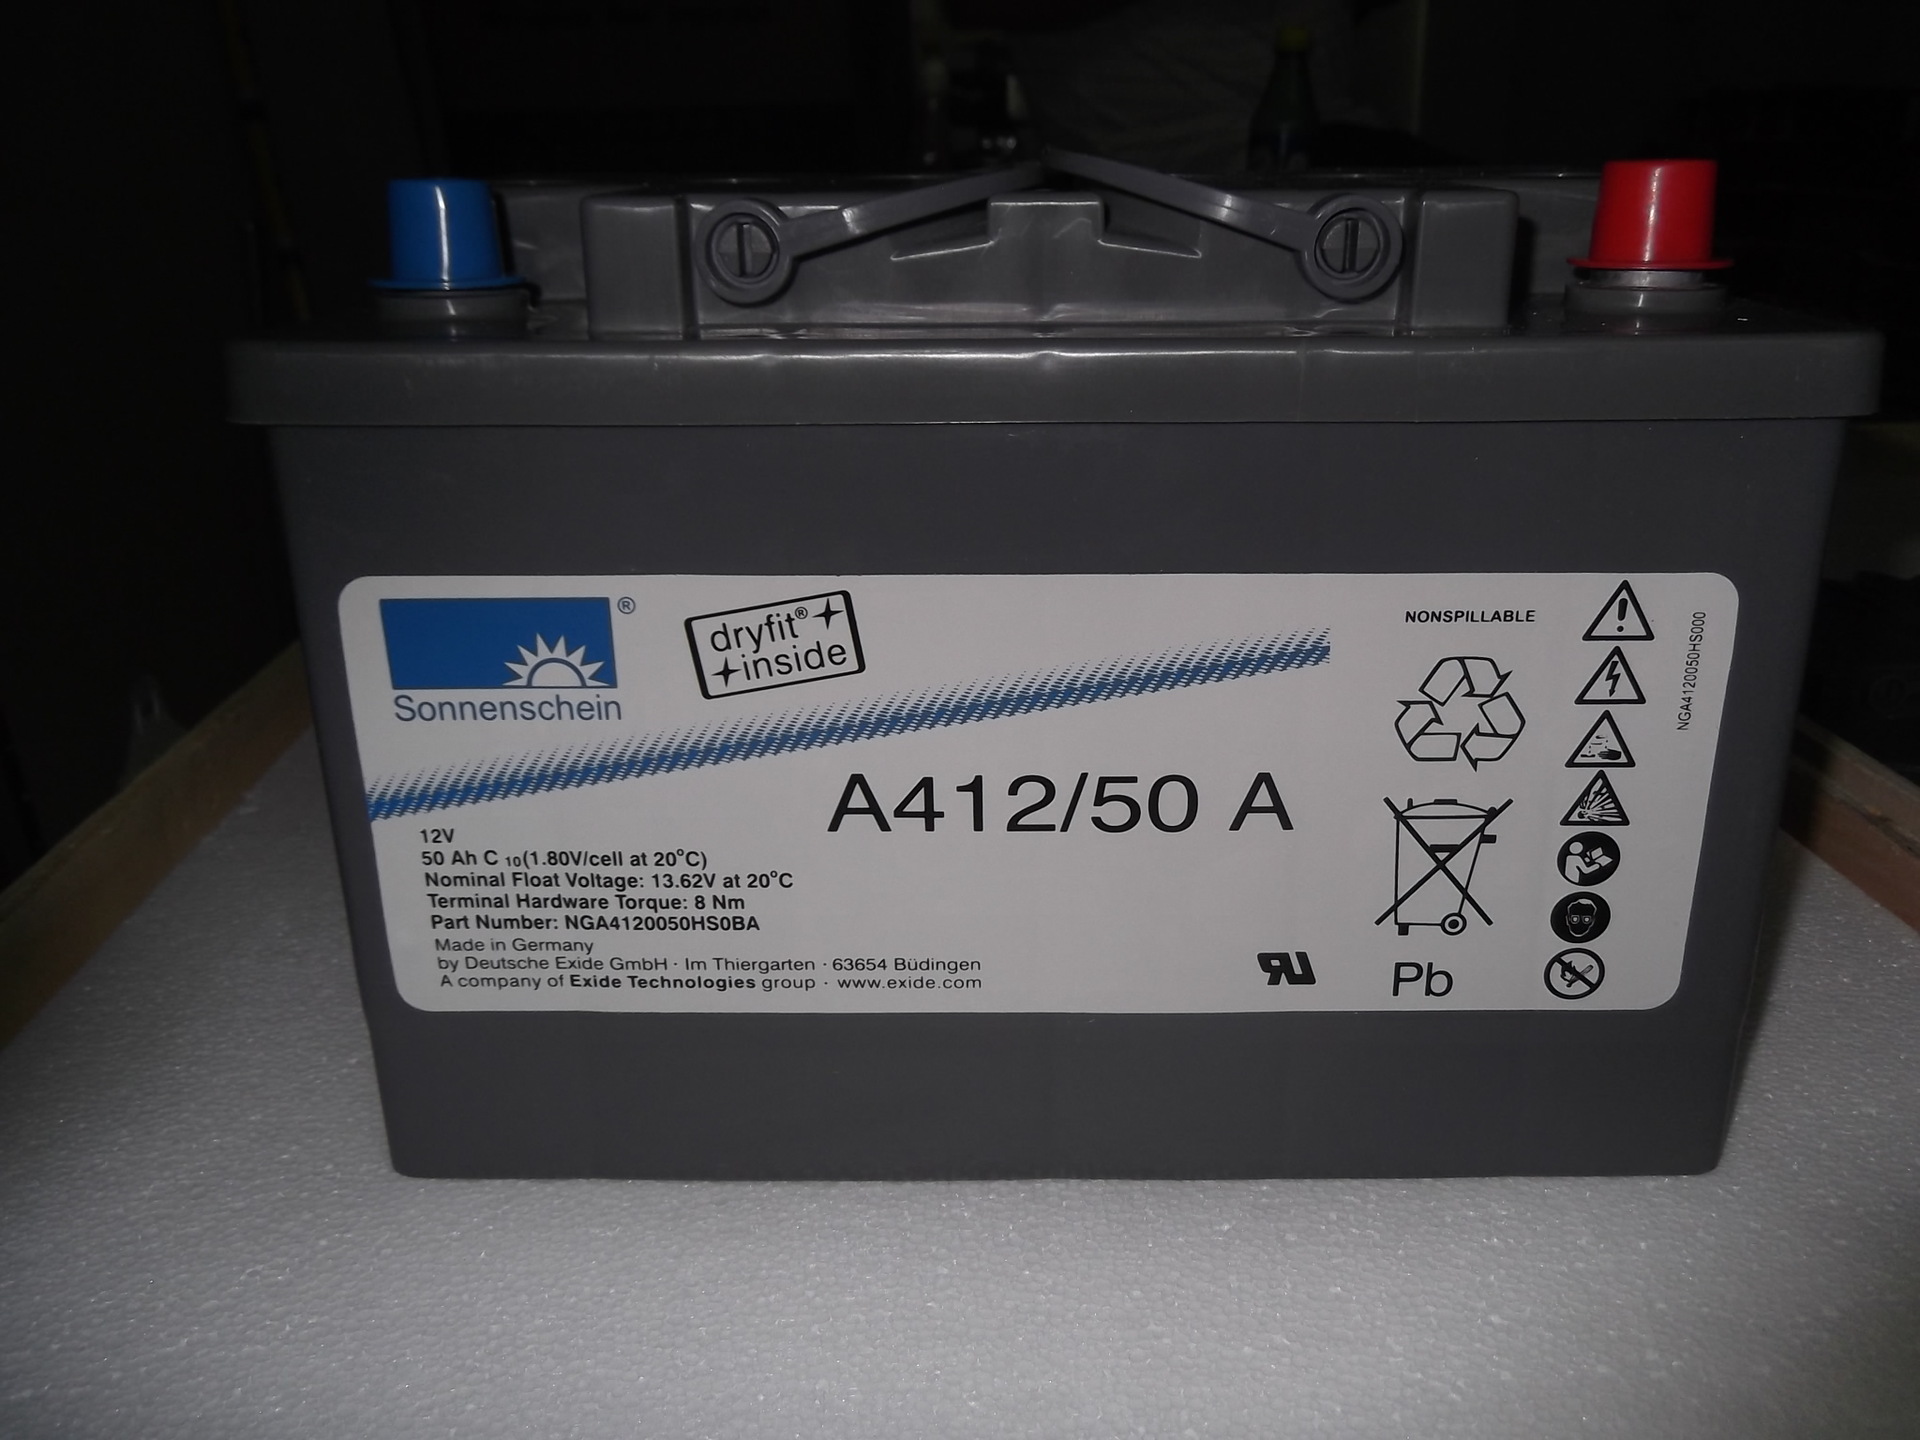 Sonnenschein
®
dryfit®
inside
A412/50 A
12V
50 Ah C 10(1.80V/cell at 20°C)
Nominal Float Voltage: 13.62V at 20°C
Terminal Hardware Torque: 8 Nm
Part Number: NGA4120050HS0BA
Made in Germany
by Deutsche Exide GmbH · Im Thiergarten · 63654 Büdingen
A company of Exide Technologies group · www.exide.com
NONSPILLABLE
Pb
NGA4120050HS000